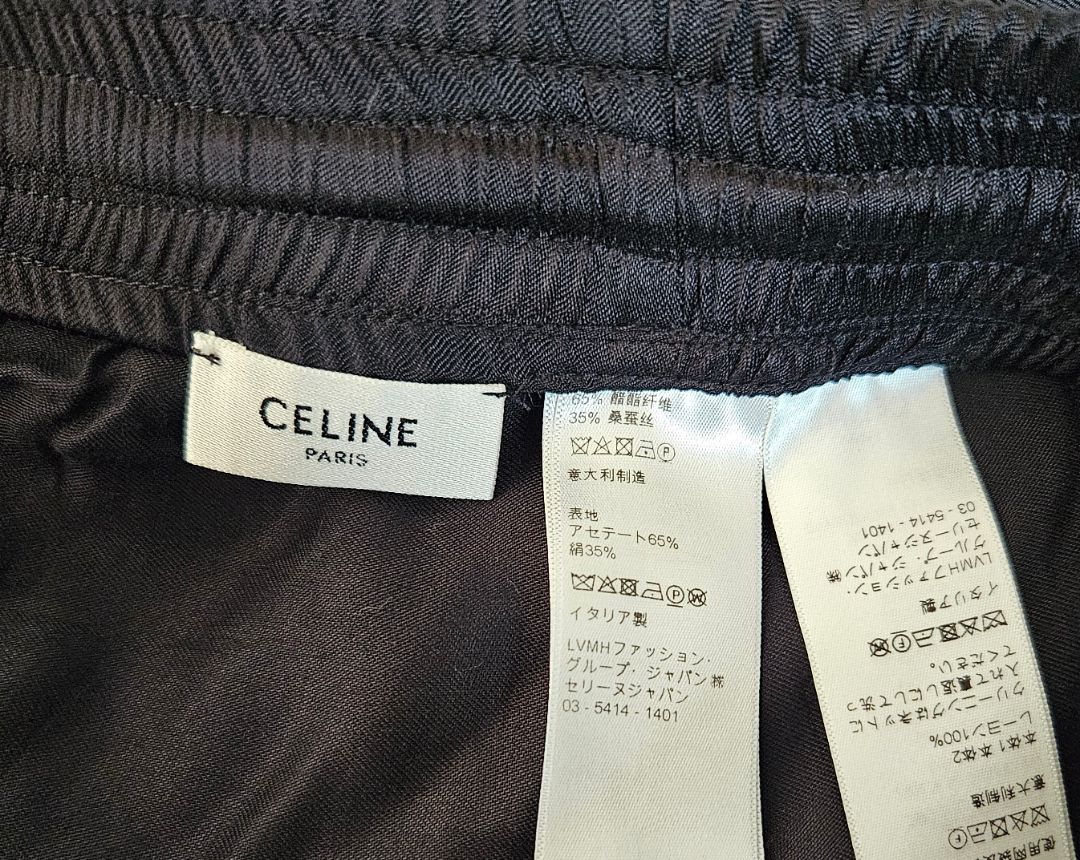 CELINE
PARIS
65% 醋酯纤维
35% 桑蚕丝
意大利制造
表地
アセテート65%
絹35%
イタリア製
LVMHファッション・
グループ・ジャパン㈱
セリーヌジャパン
03 - 5414 - 1401
意大利制造
本体1 本体2
レーヨン100%
クリーニングはネットに
入れて裏返しにして洗っ
てください。
イタリア製
LVMHファッション・
グループ・ジャパン㈱
セリーヌジャパン
03 - 5414 - 1401